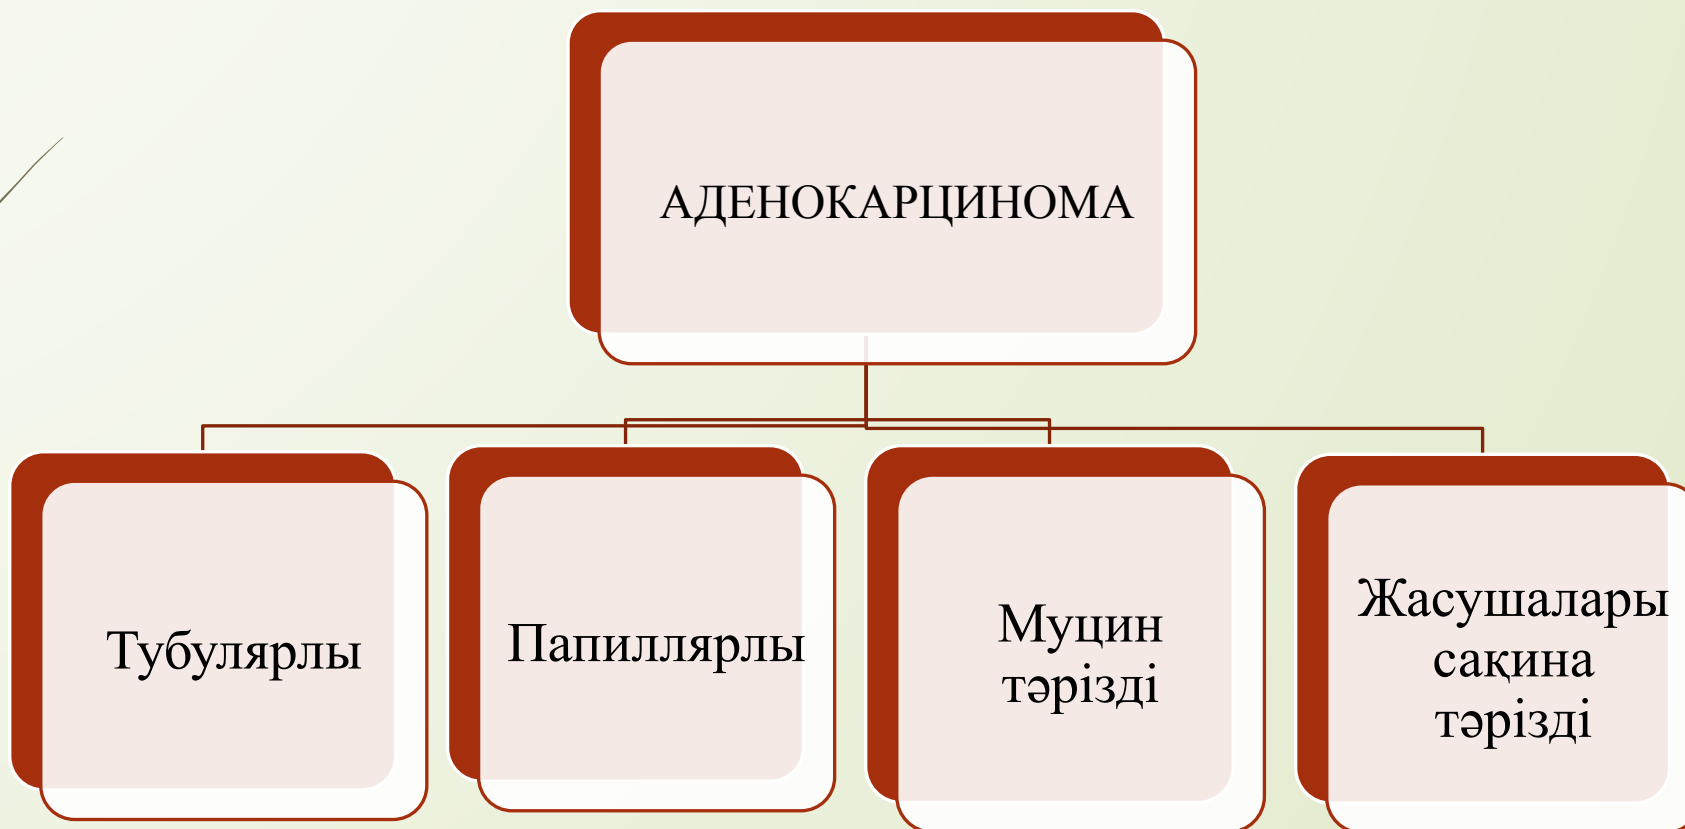 АДЕНОКАРЦИНОМА
Тубулярлы
Папиллярлы
Муцин
тәрізді
Жасушалары
сақина
тәрізді